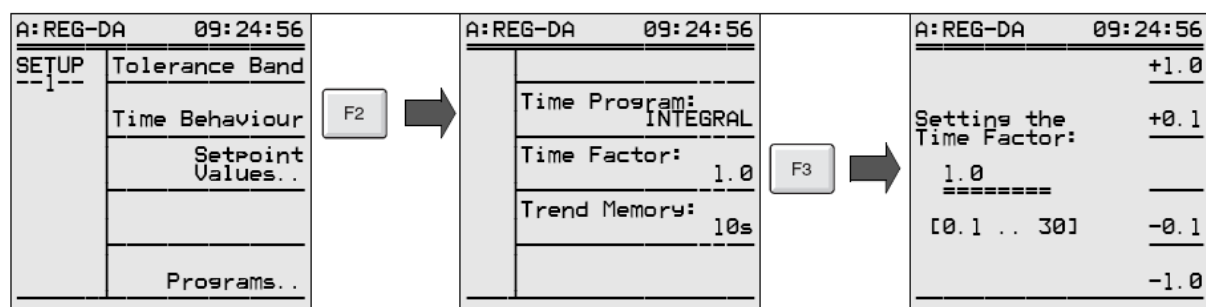 A:REG-DA 09:24:56
SETUP
--1--
Tolerance Band
Time Behaviour
Setpoint
Values..
Programs..
F2
A:REG-DA 09:24:56
Time Program:
INTEGRAL
Time Factor:
1.0
Trend Memory:
10s
F3
A:REG-DA 09:24:56
+1.0
Setting the +0.1
Time Factor:
1.0
========
[0.1 .. 30] -0.1
-1.0